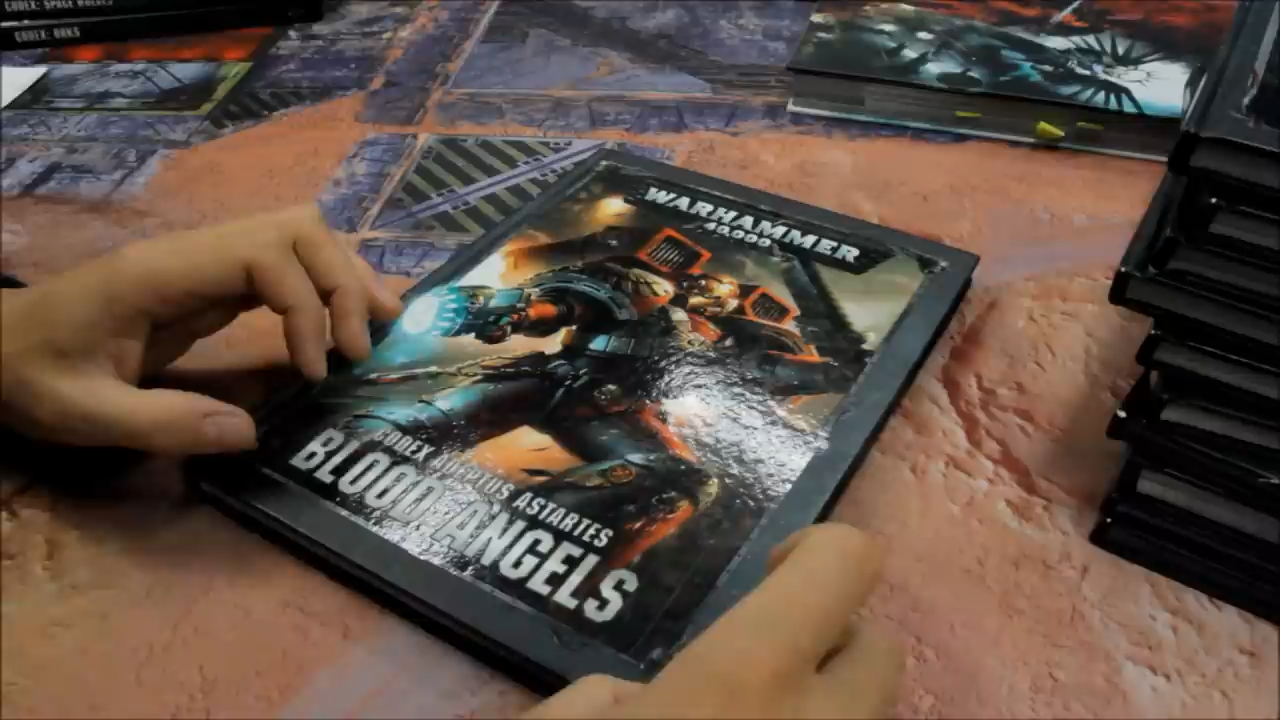 CODEX: SPACE WOLVES
CODEX: ORKS
WARHAMMER
40,000
CODEX ADEPTUS ASTARTES
BLOOD ANGELS